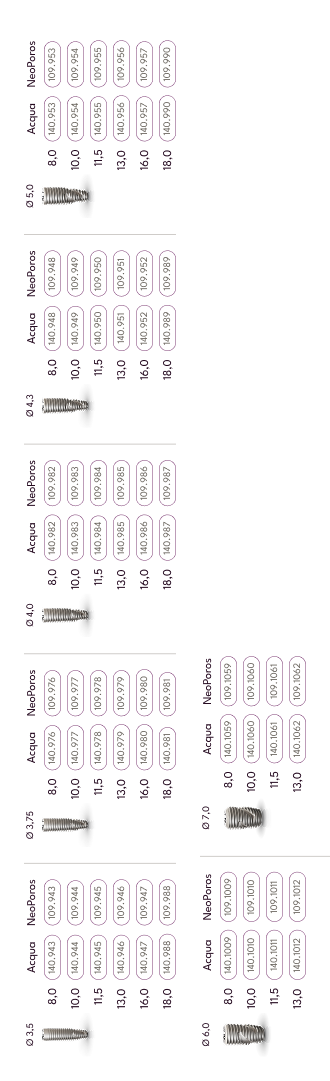 Ø 3,5
Acqua NeoPoros
8,0 140.943 109.943
10,0 140.944 109.944
11,5 140.945 109.945
13,0 140.946 109.946
16,0 140.947 109.947
18,0 140.988 109.988
Ø 3,75
Acqua NeoPoros
8,0 140.976 109.976
10,0 140.977 109.977
11,5 140.978 109.978
13,0 140.979 109.979
16,0 140.980 109.980
18,0 140.981 109.981
Ø 4,0
Acqua NeoPoros
8,0 140.982 109.982
10,0 140.983 109.983
11,5 140.984 109.984
13,0 140.985 109.985
16,0 140.986 109.986
18,0 140.987 109.987
Ø 4,3
Acqua NeoPoros
8,0 140.948 109.948
10,0 140.949 109.949
11,5 140.950 109.950
13,0 140.951 109.951
16,0 140.952 109.952
18,0 140.989 109.989
Ø 5,0
Acqua NeoPoros
8,0 140.953 109.953
10,0 140.954 109.954
11,5 140.955 109.955
13,0 140.956 109.956
16,0 140.957 109.957
18,0 140.990 109.990
Ø 6,0
Acqua NeoPoros
8,0 140.1009 109.1009
10,0 140.1010 109.1010
11,5 140.1011 109.1011
13,0 140.1012 109.1012
Ø 7,0
Acqua NeoPoros
8,0 140.1059 109.1059
10,0 140.1060 109.1060
11,5 140.1061 109.1061
13,0 140.1062 109.1062